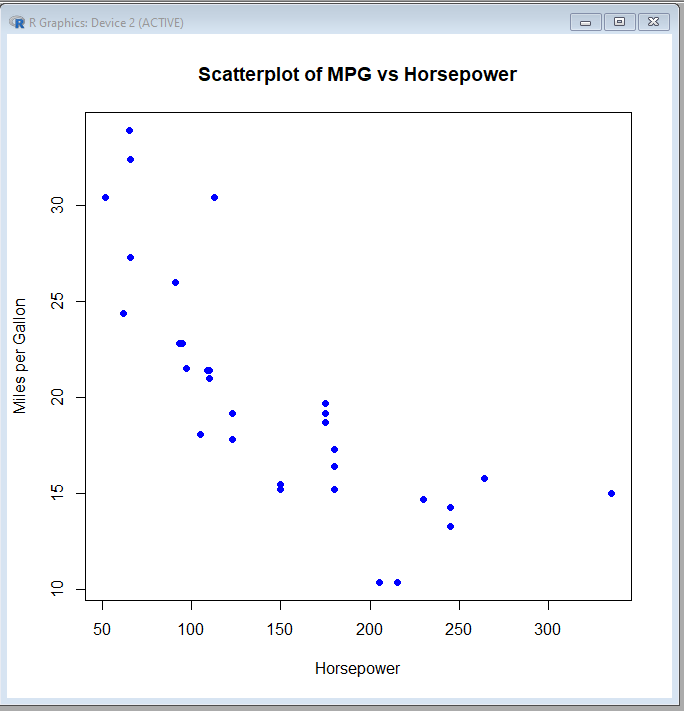 R Graphics: Device 2 (ACTIVE)
Scatterplot of MPG vs Horsepower
Miles per Gallon
30
25
20
15
10
50 100 150 200 250 300
Horsepower